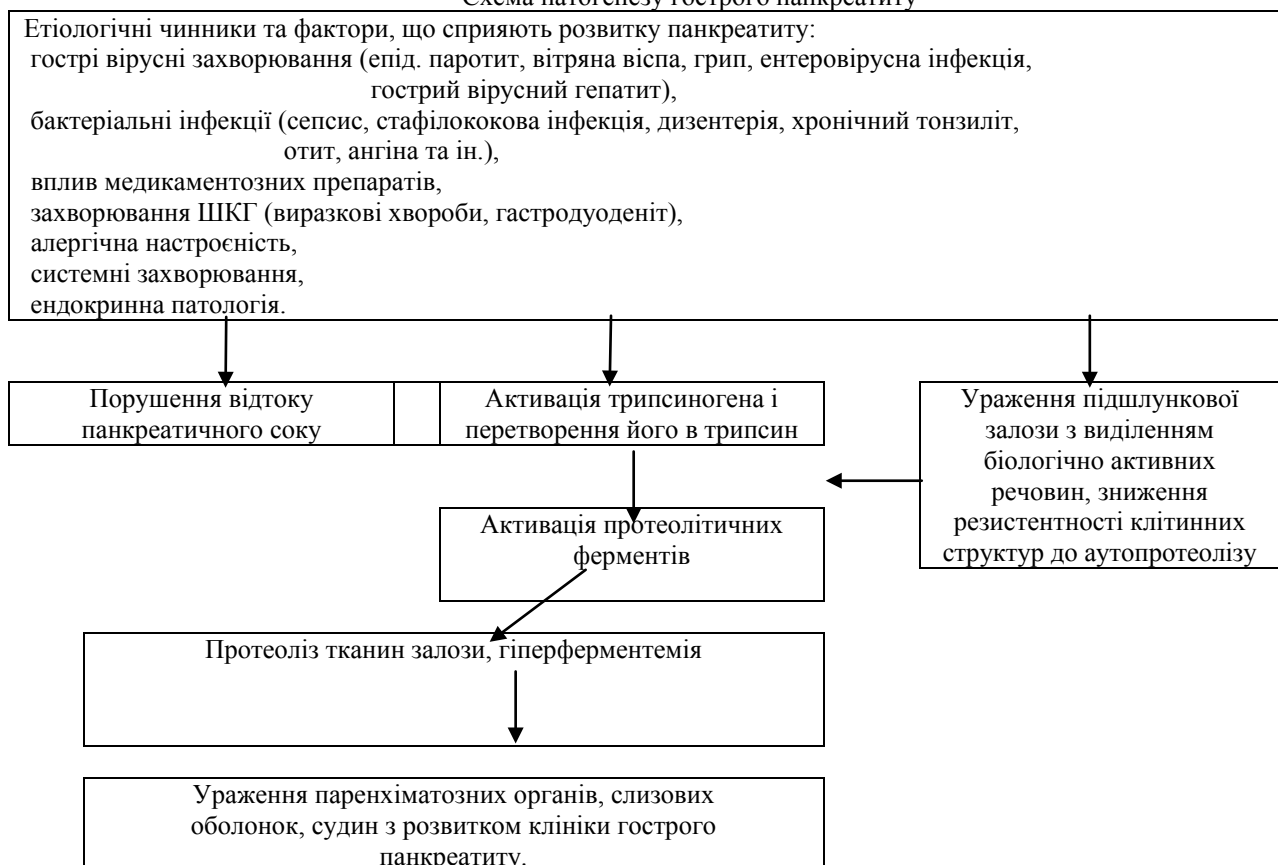 Схема патогенезу гострого панкреатиту
Етіологічні чинники та фактори, що сприяють розвитку панкреатиту:
гострі вірусні захворювання (епід. паротит, вітряна віспа, грип, ентеровірусна інфекція,
гострий вірусний гепатит),
бактеріальні інфекції (сепсис, стафілококова інфекція, дизентерія, хронічний тонзиліт,
отит, ангіна та ін.),
вплив медикаментозних препаратів,
захворювання ШКГ (виразкові хвороби, гастродуоденіт),
алергічна настроєність,
системні захворювання,
ендокринна патологія.
Порушення відтоку
панкреатичного соку
Активація трипсиногена і
перетворення його в трипсин
Ураження підшлункової
залози з виділенням
біологічно активних
речовин, зниження
резистентності клітинних
структур до аутопротеолізу
Активація протеолітичних
ферментів
Протеоліз тканин залози, гіперферментемія
Ураження паренхіматозних органів, слизових
оболонок, судин з розвитком клініки гострого
панкреатиту.